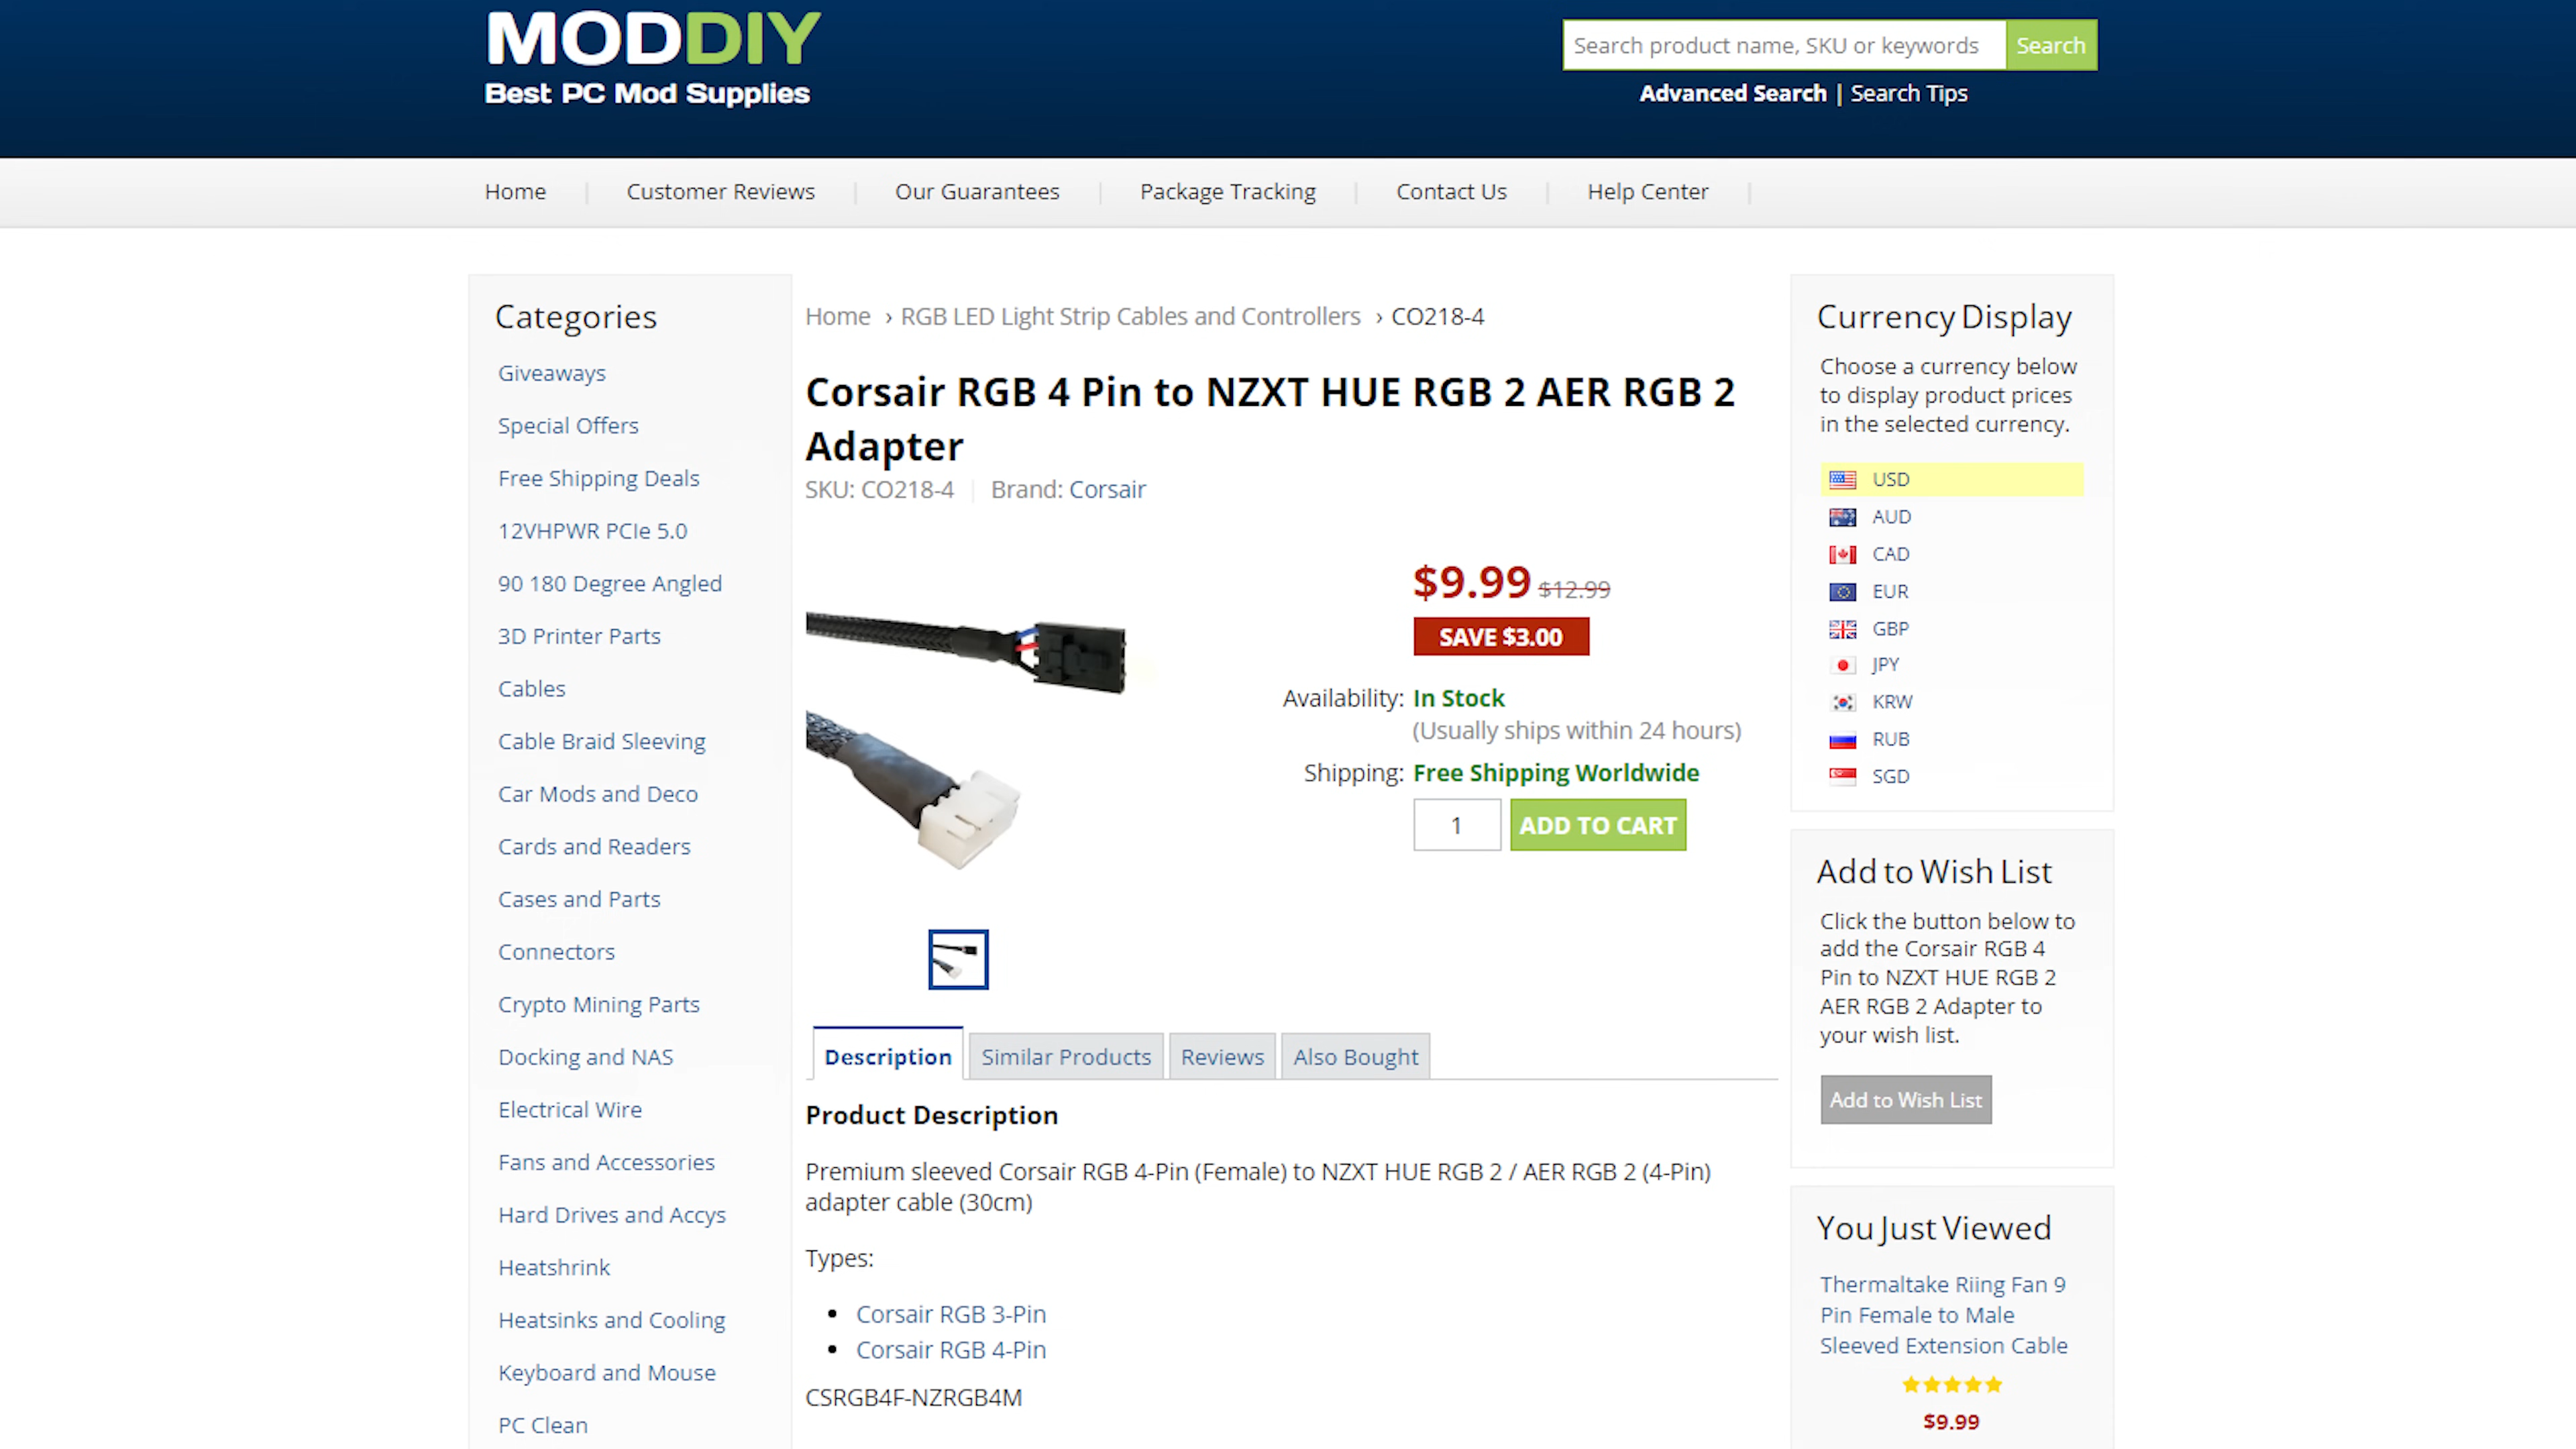 MODDIY
Best PC Mod Supplies
Search product name, SKU or keywords
Search
Advanced Search | Search Tips
Home
Customer Reviews
Our Guarantees
Package Tracking
Contact Us
Help Center
Categories
Giveaways
Special Offers
Free Shipping Deals
12VHPWR PCIe 5.0
90 180 Degree Angled
3D Printer Parts
Cables
Cable Braid Sleeving
Car Mods and Deco
Cards and Readers
Cases and Parts
Connectors
Crypto Mining Parts
Docking and NAS
Electrical Wire
Fans and Accessories
Hard Drives and Accys
Heatshrink
Heatsinks and Cooling
Keyboard and Mouse
PC Clean
Home › RGB LED Light Strip Cables and Controllers › CO218-4
Corsair RGB 4 Pin to NZXT HUE RGB 2 AER RGB 2
Adapter
SKU: CO218-4 | Brand: Corsair
$9.99 $12.99
SAVE $3.00
Availability: In Stock
(Usually ships within 24 hours)
Shipping: Free Shipping Worldwide
1
ADD TO CART
Description
Similar Products
Reviews
Also Bought
Product Description
Premium sleeved Corsair RGB 4-Pin (Female) to NZXT HUE RGB 2 / AER RGB 2 (4-Pin)
adapter cable (30cm)
Types:
• Corsair RGB 3-Pin
• Corsair RGB 4-Pin
CSRGB4F-NZRGB4M
Currency Display
Choose a currency below
to display product prices
in the selected currency.
USD
AUD
CAD
EUR
GBP
JPY
KRW
RUB
SGD
Add to Wish List
Click the button below to
add the Corsair RGB 4
Pin to NZXT HUE RGB 2
AER RGB 2 Adapter to
your wish list.
Add to Wish List
You Just Viewed
Thermaltake Riing Fan 9
Pin Female to Male
Sleeved Extension Cable
$9.99